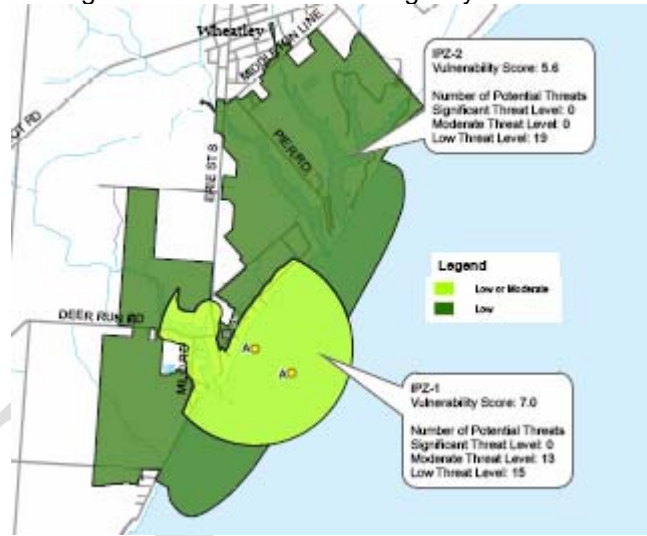 Wheatley
MIDDLETON LINE
IPZ-2
Vulnerability Score: 5.6
Number of Potential Threats
Significant Threat Level: 0
Moderate Threat Level: 0
Low Threat Level: 19
RD
ERIE ST S
PIER RD
Legend
Low or Moderate
Low
DEER RUN RD
A
A
IPZ-1
Vulnerability Score: 7.0
Number of Potential Threats
Significant Threat Level: 0
Moderate Threat Level: 13
Low Threat Level: 15